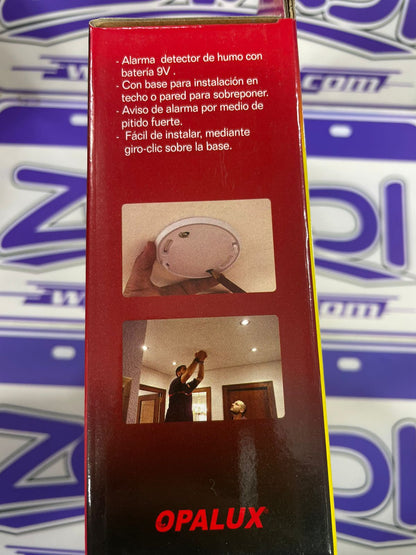 - Alarma detector de humo con
batería 9V .
- Con base para instalación en
techo o pared para sobreponer.
- Aviso de alarma por medio de
pitido fuerte.
- Fácil de instalar, mediante
giro-clic sobre la base.
OPALUX